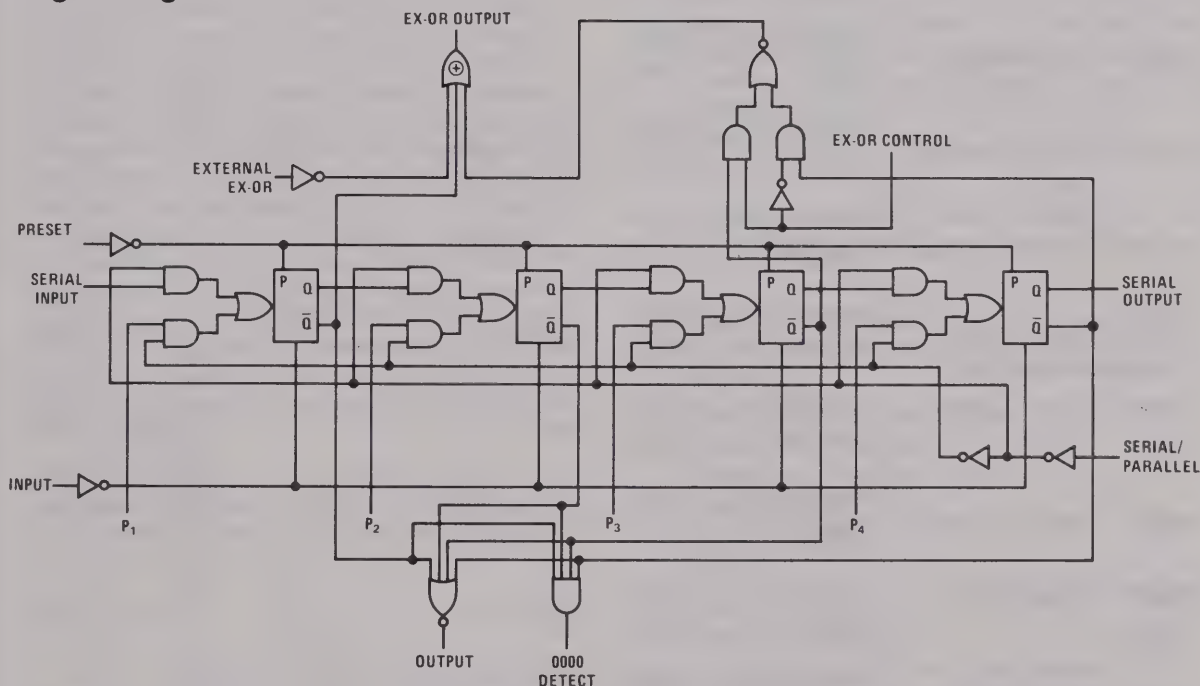 EX-OR OUTPUT
EX-OR CONTROL
EXTERNAL
EX-OR
PRESET
SERIAL
INPUT
P
Q
Q̅
P
Q
Q̅
P
Q
Q̅
P
SERIAL
OUTPUT
SERIAL/
PARALLEL
INPUT
P1
P2
P3
P4
OUTPUT
0000
DETECT